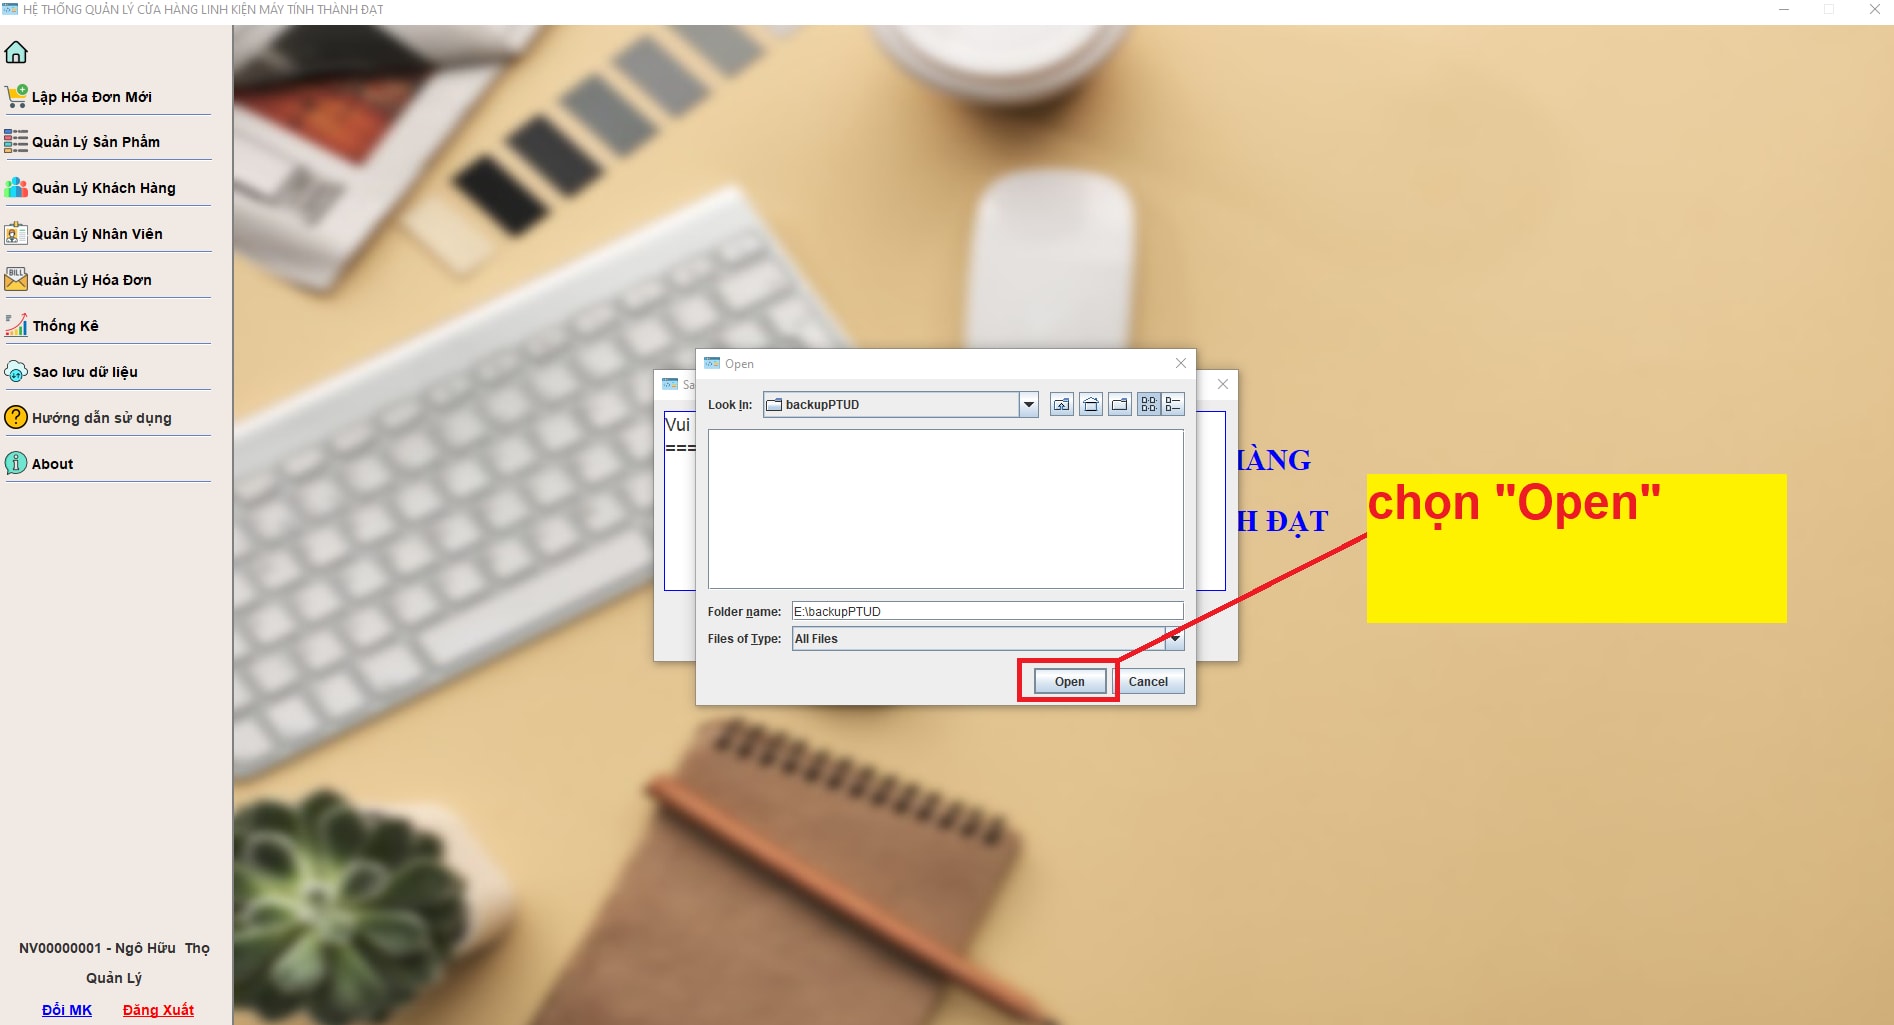 HỆ THỐNG QUẢN LÝ CỬA HÀNG LINH KIỆN MÁY TÍNH THÀNH ĐẠT
Lập Hóa Đơn Mới
Quản Lý Sản Phẩm
Quản Lý Khách Hàng
Quản Lý Nhân Viên
BILL
Quản Lý Hóa Đơn
Thống Kê
Sao lưu dữ liệu
Hướng dẫn sử dụng
About
NV00000001 - Ngô Hữu Thọ
Quản Lý
Đổi MK Đăng Xuất
Sa
Vui
===
HÀNG
H ĐẠT
Open
Look In: backupPTUD
Folder name: E:\backupPTUD
Files of Type: All Files
Open Cancel
chọn "Open"